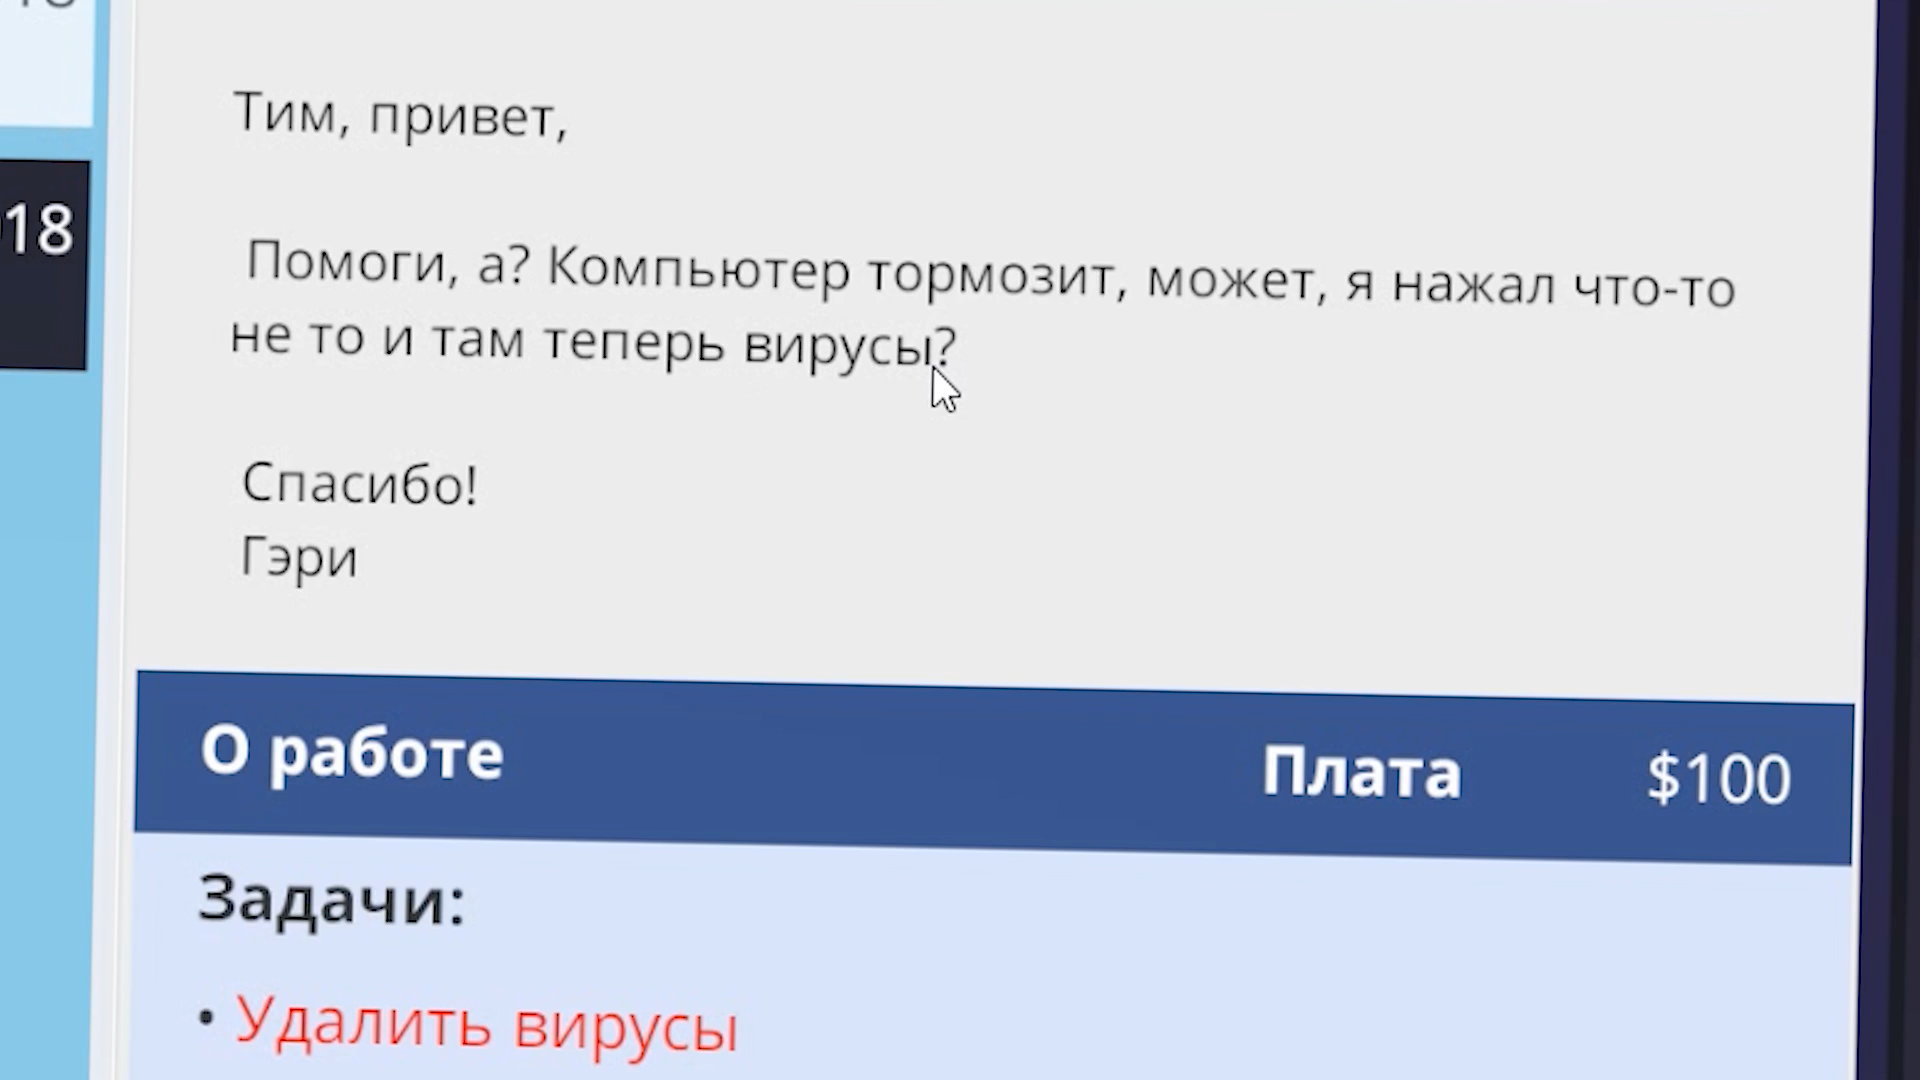 18
Тим, привет,
Помоги, а? Компьютер тормозит, может, я нажал что-то
не то и там теперь вирусы?
Спасибо!
Гэри
О работе Плата $100
Задачи:
• Удалить вирусы